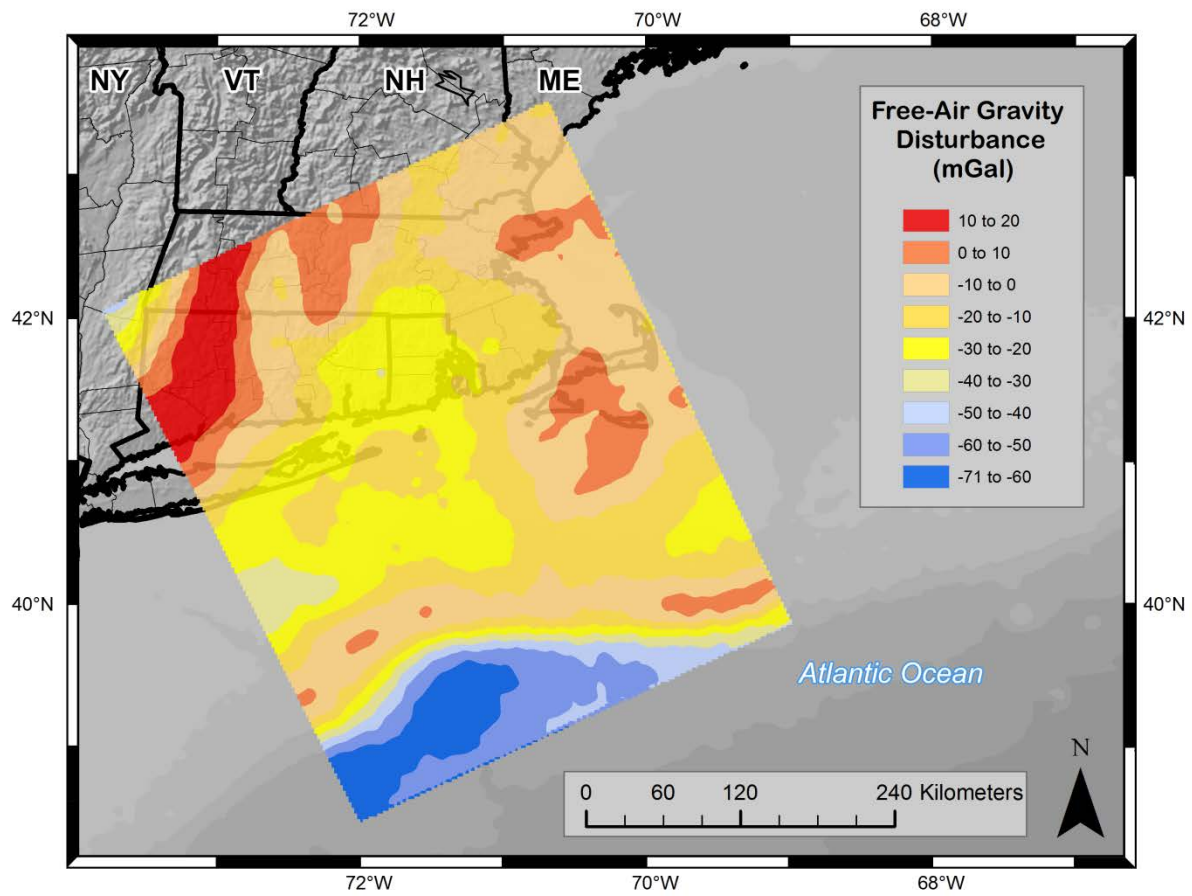 72°W
70°W
68°W
NY
VT
NH
ME
Free-Air Gravity
Disturbance
(mGal)
10 to 20
0 to 10
-10 to 0
-20 to -10
-30 to -20
-40 to -30
-50 to -40
-60 to -50
-71 to -60
42°N
42°N
40°N
40°N
Atlantic Ocean
N
0
60
120
240 Kilometers
72°W
70°W
68°W